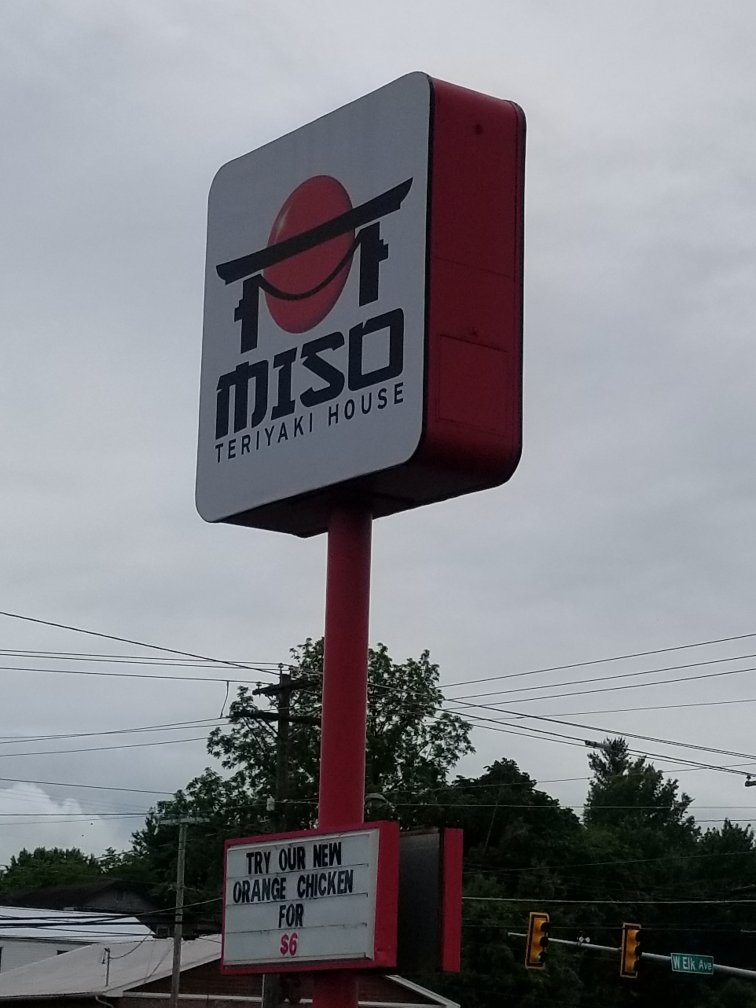 MISO
TERIYAKI HOUSE
TRY OUR NEW
ORANGE CHICKEN
FOR
$6
W Elk Ave